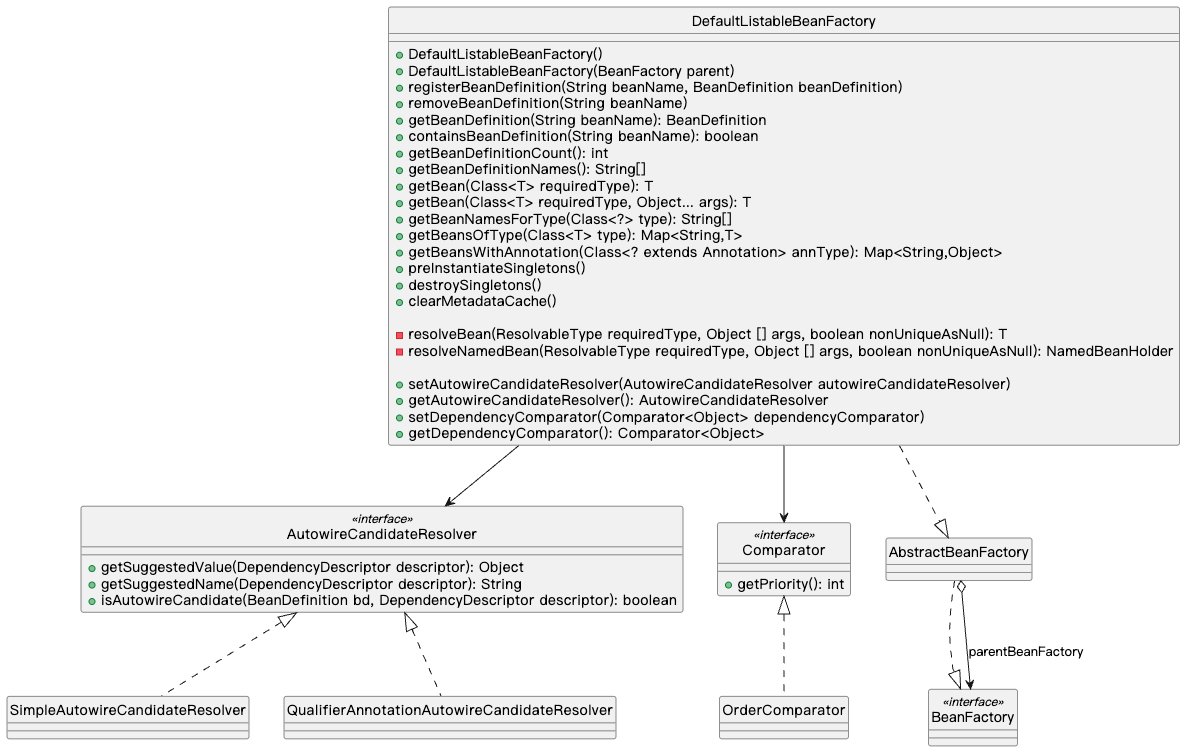 DefaultListableBeanFactory
DefaultListableBeanFactory()
DefaultListableBeanFactory(BeanFactory parent)
registerBeanDefinition(String beanName, BeanDefinition beanDefinition)
removeBeanDefinition(String beanName)
getBeanDefinition(String beanName): BeanDefinition
containsBeanDefinition(String beanName): boolean
getBeanDefinitionCount(): int
getBeanDefinitionNames(): String[]
getBean(Class<T> requiredType): T
getBean(Class<T> requiredType, Object... args): T
getBeanNamesForType(Class<?> type): String[]
getBeansOfType(Class<T> type): Map<String,T>
getBeansWithAnnotation(Class<? extends Annotation> annType): Map<String,Object>
preInstantiateSingletons()
destroySingletons()
clearMetadataCache()
resolveBean(ResolvableType requiredType, Object [] args, boolean nonUniqueAsNull): T
resolveNamedBean(ResolvableType requiredType, Object [] args, boolean nonUniqueAsNull): NamedBeanHolder
setAutowireCandidateResolver(AutowireCandidateResolver autowireCandidateResolver)
getAutowireCandidateResolver(): AutowireCandidateResolver
setDependencyComparator(Comparator<Object> dependencyComparator)
getDependencyComparator(): Comparator<Object>
«interface»
AutowireCandidateResolver
getSuggestedValue(DependencyDescriptor descriptor): Object
getSuggestedName(DependencyDescriptor descriptor): String
isAutowireCandidate(BeanDefinition bd, DependencyDescriptor descriptor): boolean
«interface»
Comparator
getPriority(): int
AbstractBeanFactory
parentBeanFactory
SimpleAutowireCandidateResolver
QualifierAnnotationAutowireCandidateResolver
OrderComparator
«interface»
BeanFactory